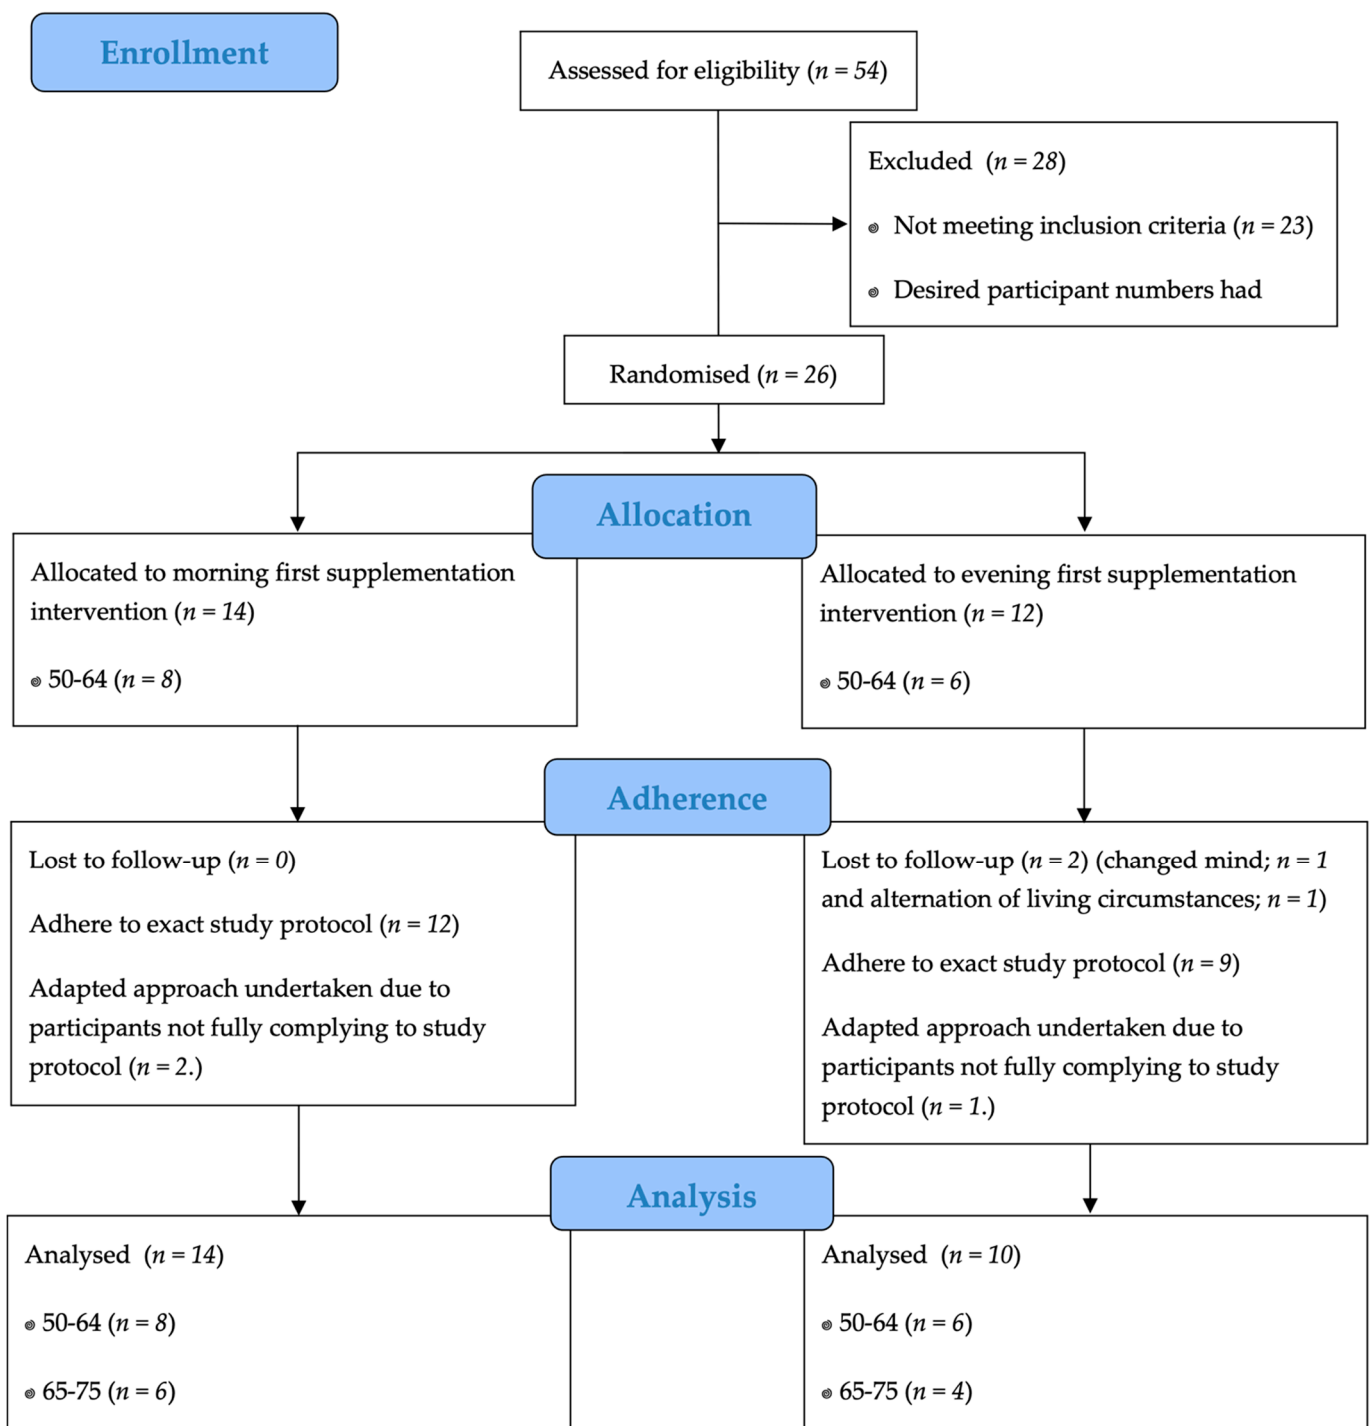 Enrollment
Assessed for eligibility (n = 54)
Excluded  (n = 28)
Not meeting inclusion criteria (n = 23)
Desired participant numbers had
Randomised (n = 26)
Allocation
Allocated to morning first supplementation
intervention (n = 14)
50-64 (n = 8)
Allocated to evening first supplementation
intervention (n = 12)
50-64 (n = 6)
Adherence
Lost to follow-up (n = 0)
Adhere to exact study protocol (n = 12)
Adapted approach undertaken due to
participants not fully complying to study
protocol (n = 2.)
Lost to follow-up (n = 2) (changed mind; n = 1
and alternation of living circumstances; n = 1)
Adhere to exact study protocol (n = 9)
Adapted approach undertaken due to
participants not fully complying to study
protocol (n = 1.)
Analysis
Analysed  (n = 14)
50-64 (n = 8)
65-75 (n = 6)
Analysed  (n = 10)
50-64 (n = 6)
65-75 (n = 4)